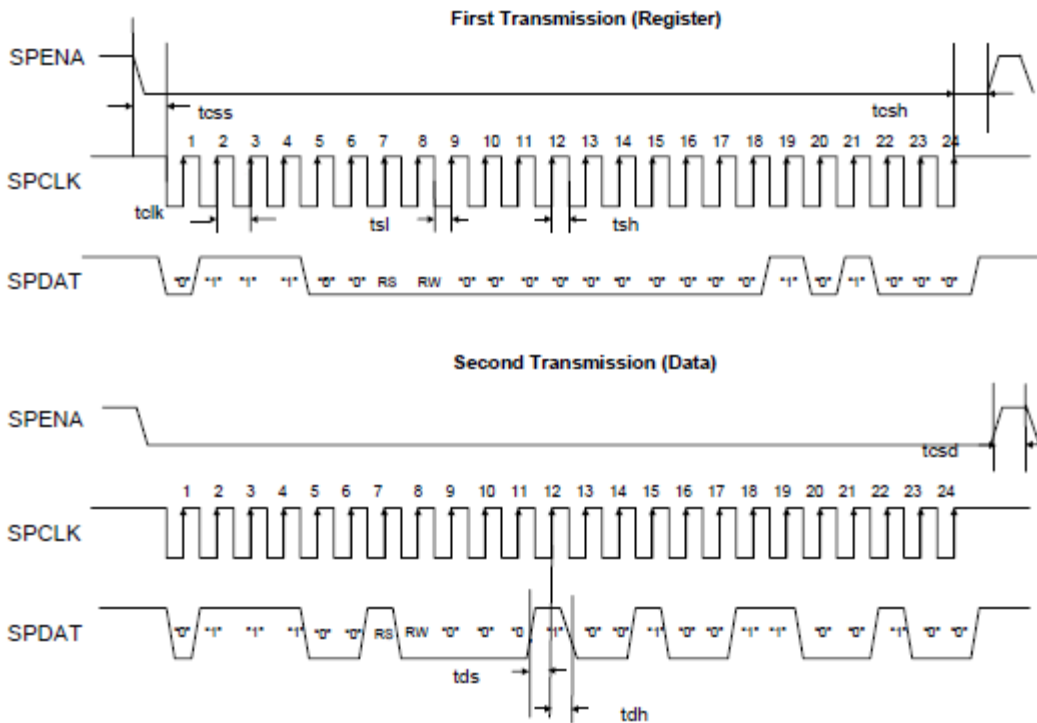 First Transmission (Register)
SPENA
tcss
tcsh
1 2 3 4 5 6 7 8 9 10 11 12 13 14 15 16 17 18 19 20 21 22 23 24
SPCLK
tclk
tsl
tsh
SPDAT
"0" "1" "1" "1" "0" "0" RS RW "0" "0" "0" "0" "0" "0" "0" "0" "0" "0" "1" "0" "1" "0" "0" "0"
Second Transmission (Data)
SPENA
tcsd
1 2 3 4 5 6 7 8 9 10 11 12 13 14 15 16 17 18 19 20 21 22 23 24
SPCLK
SPDAT
"0" "1" "1" "1" "0" "0" RS RW "0" "0" "0 "1" "0" "0" "1" "0" "0" "1" "1" "0" "0" "1" "0" "0"
tds
tdh